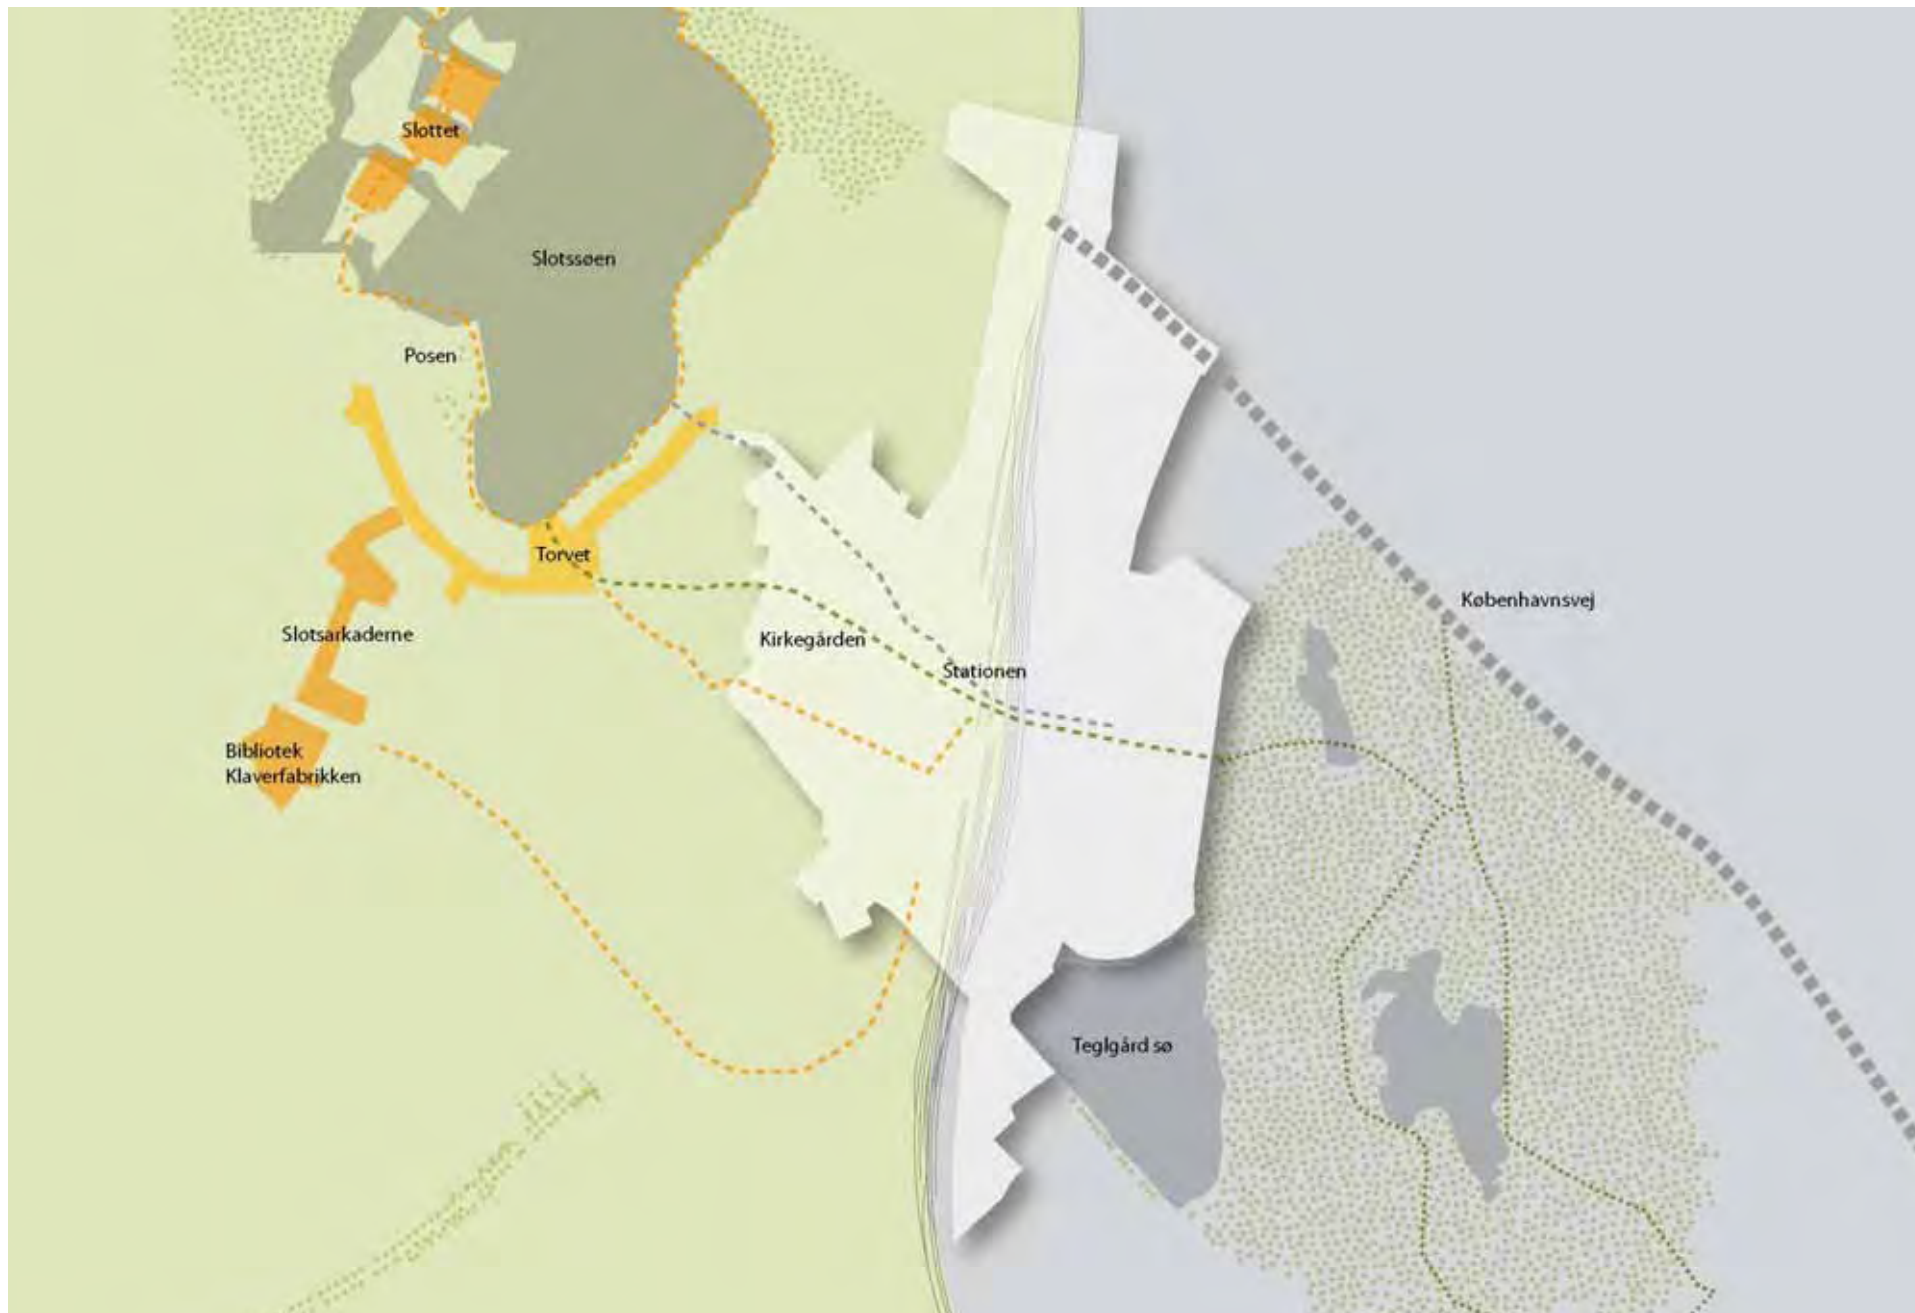 Slottet
Slotssøen
Posen
Torvet
Københavnsvej
Slotsarkaderne
Kirkegården
Stationen
Bibliotek
Klaverfabrikken
Teglgård sø